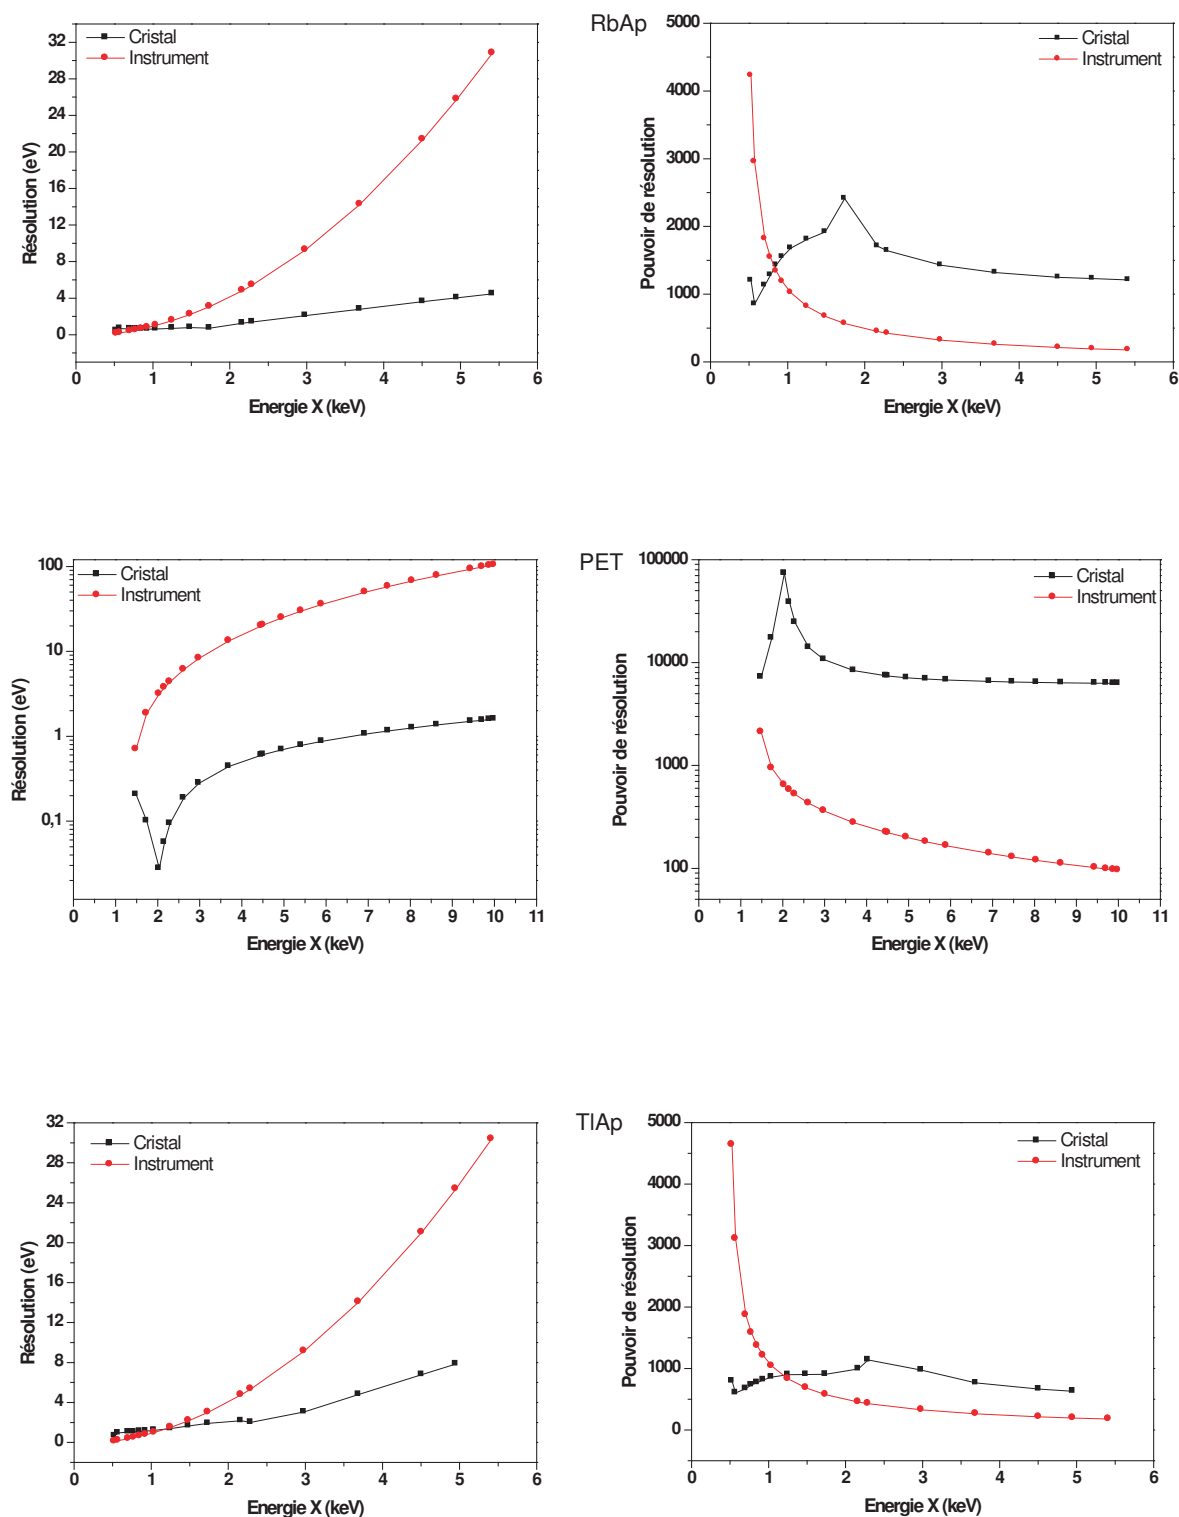 RbAp
Cristal
Instrument
32
28
24
20
16
12
8
4
0
Résolution (eV)
0 1 2 3 4 5 6
Energie X (keV)
Cristal
Instrument
5000
4000
3000
2000
1000
0
Pouvoir de résolution
0 1 2 3 4 5 6
Energie X (keV)
PET
Cristal
Instrument
100
10
1
0,1
Résolution (eV)
0 1 2 3 4 5 6 7 8 9 10 11
Energie X (keV)
Cristal
Instrument
100000
10000
1000
100
Pouvoir de résolution
0 1 2 3 4 5 6 7 8 9 10 11
Energie X (keV)
TlAp
Cristal
Instrument
32
28
24
20
16
12
8
4
0
Résolution (eV)
0 1 2 3 4 5 6
Energie X (keV)
Cristal
Instrument
5000
4000
3000
2000
1000
0
Pouvoir de résolution
0 1 2 3 4 5 6
Energie X (keV)